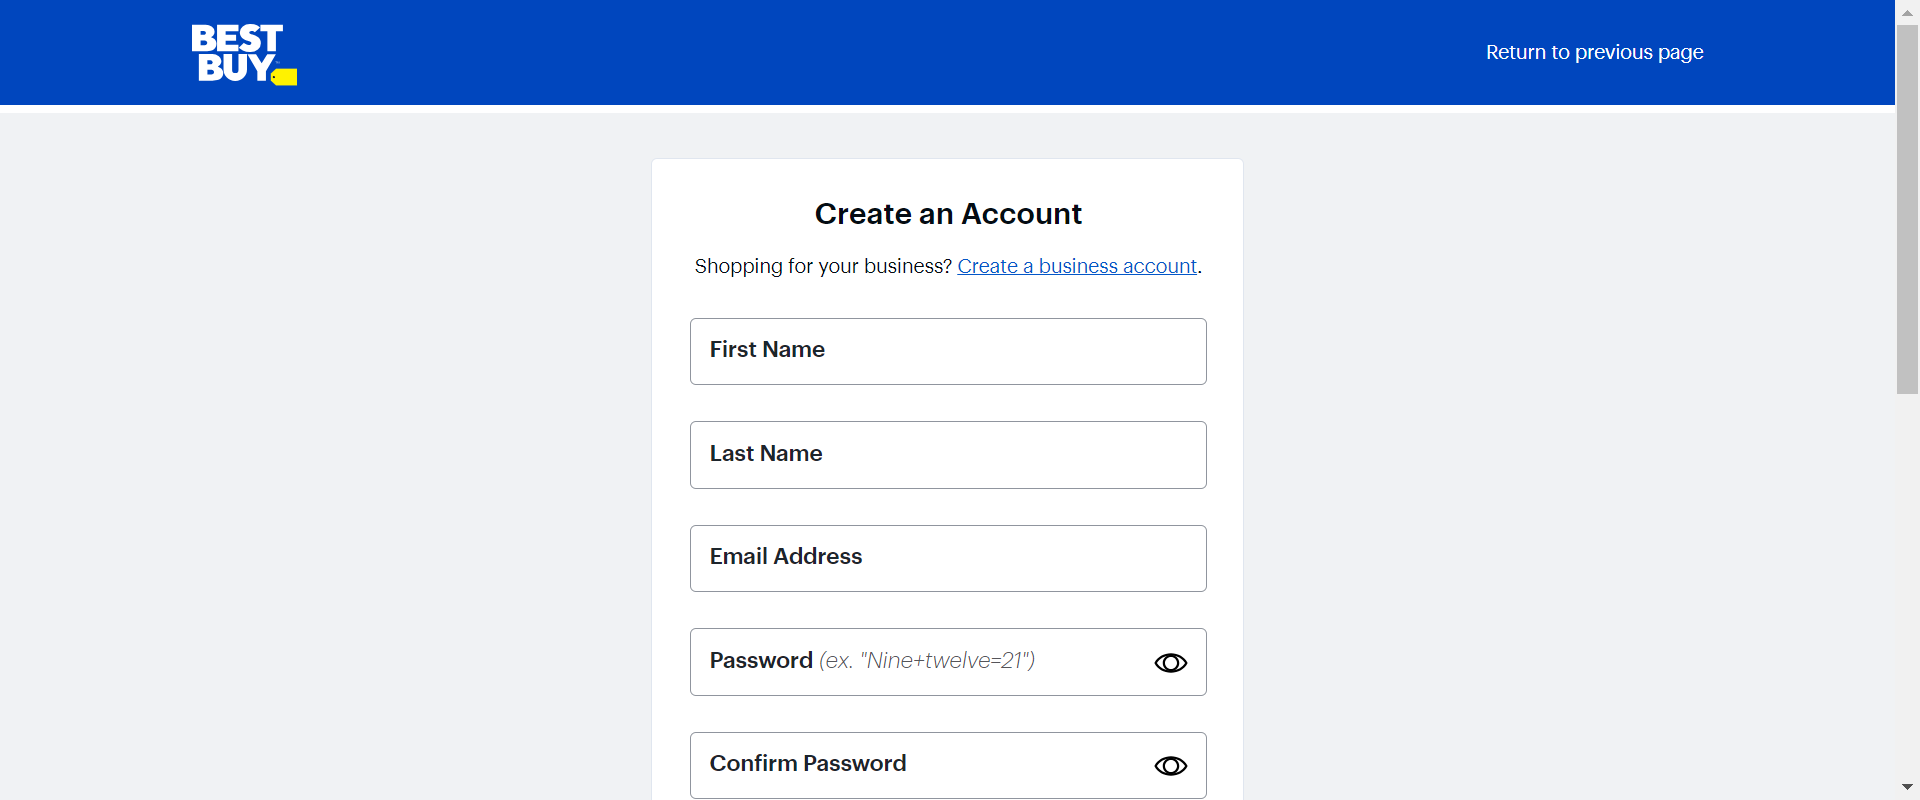 BEST
BUY
Return to previous page
Create an Account
Shopping for your business? Create a business account.
First Name
Last Name
Email Address
Password (ex. "Nine+twelve=21")
Confirm Password